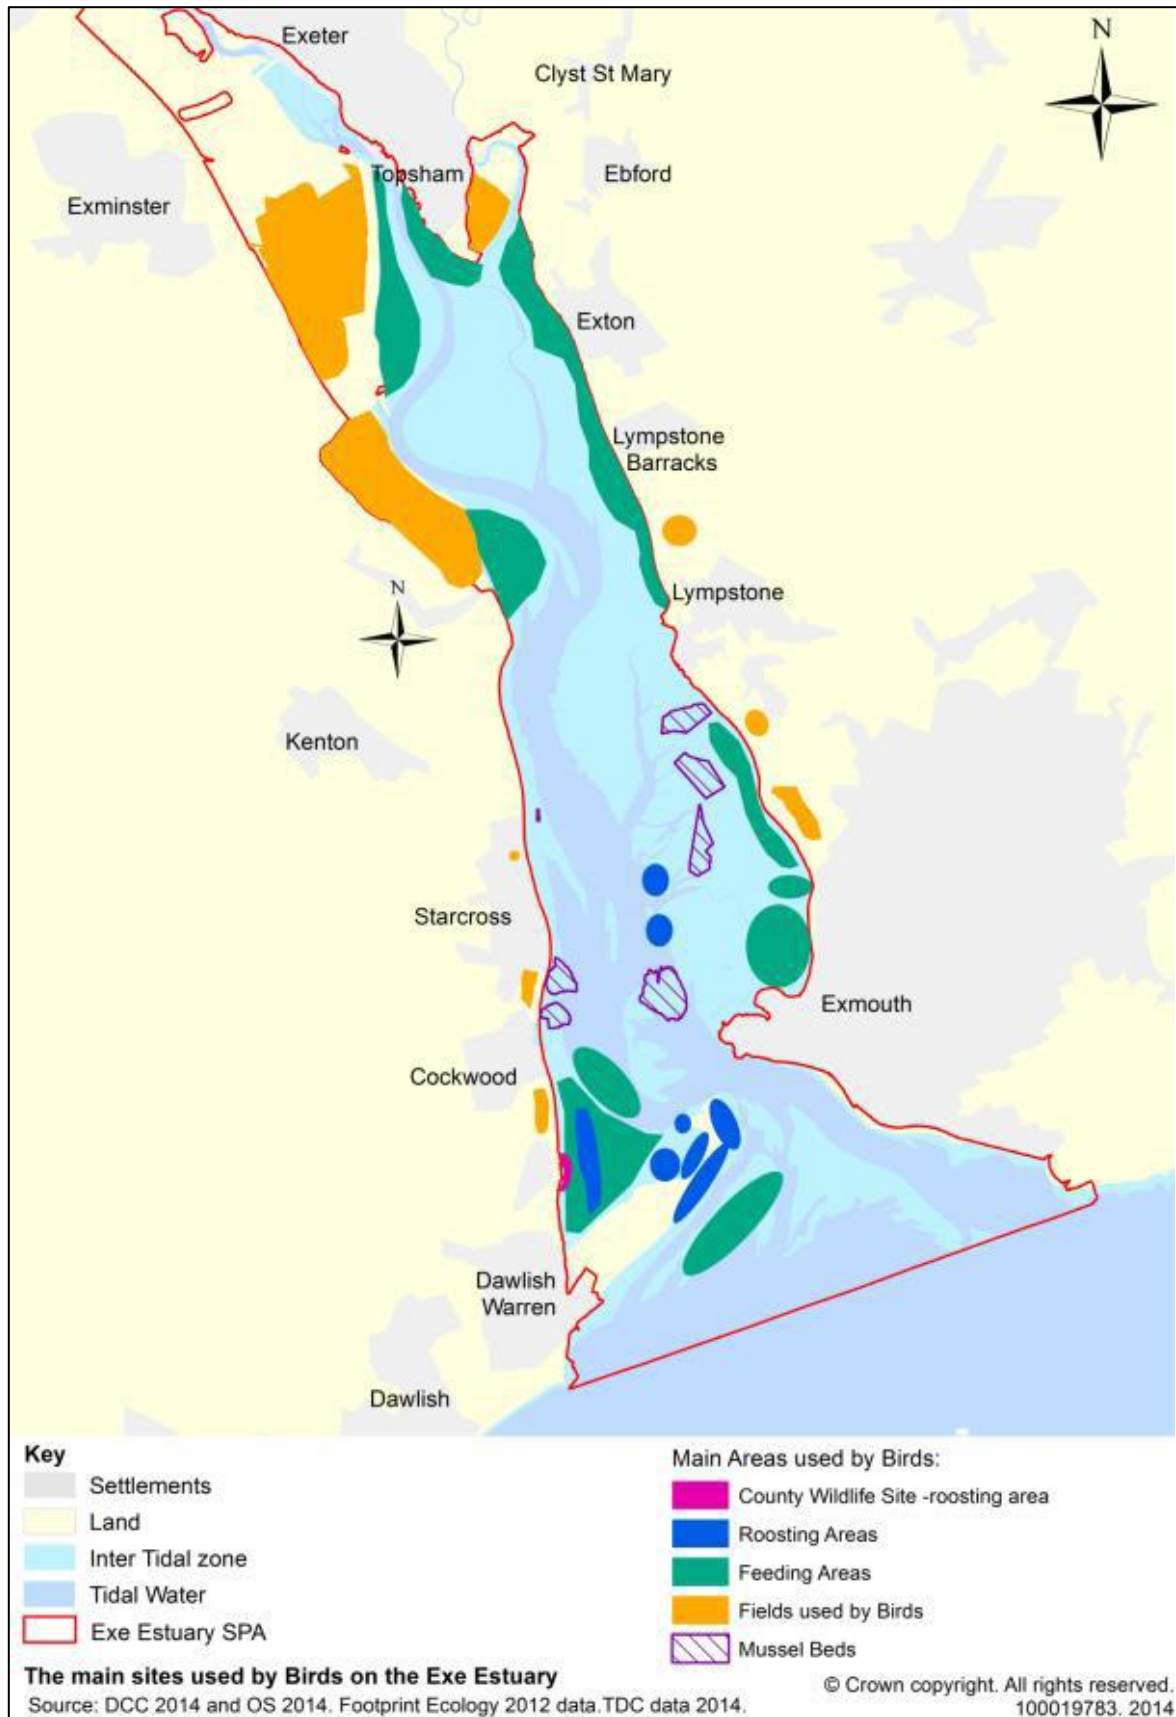 N
Exeter
Clyst St Mary
Topsham
Ebford
Exminster
Exton
Lympstone
Barracks
N
Lympstone
Kenton
Starcross
Exmouth
Cockwood
Dawlish
Warren
Dawlish
Key
Settlements
Land
Inter Tidal zone
Tidal Water
Exe Estuary SPA
Main Areas used by Birds:
County Wildlife Site -roosting area
Roosting Areas
Feeding Areas
Fields used by Birds
Mussel Beds
The main sites used by Birds on the Exe Estuary
Source: DCC 2014 and OS 2014. Footprint Ecology 2012 data.TDC data 2014.
© Crown copyright. All rights reserved.
100019783. 2014